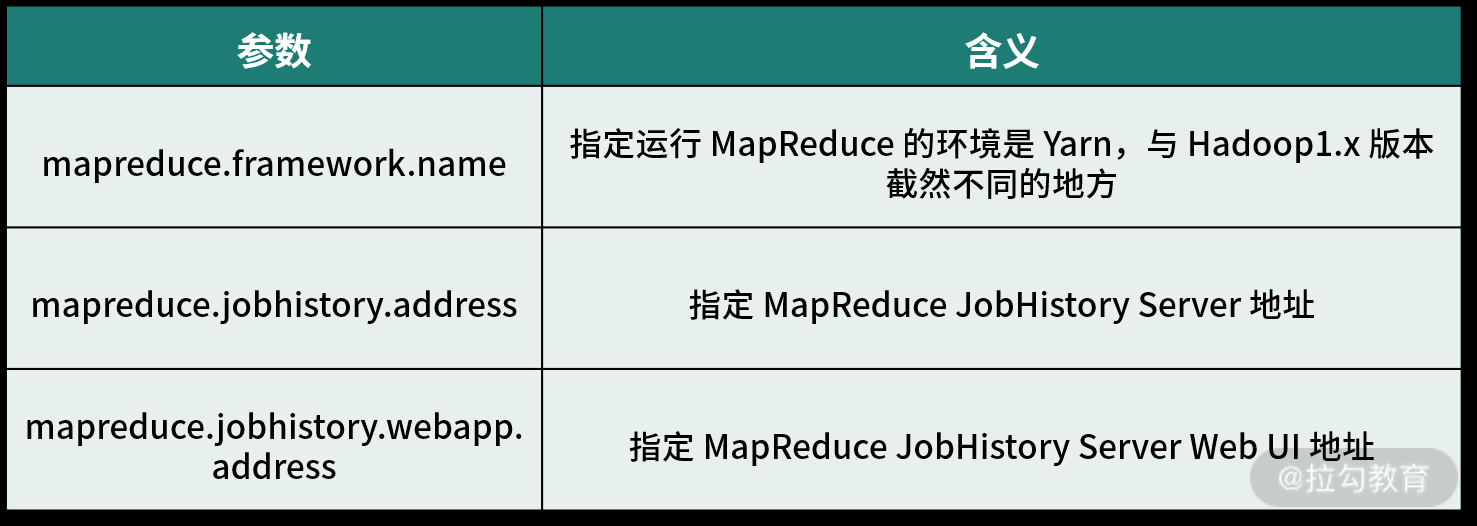 参数
含义
mapreduce.framework.name
指定运行 MapReduce 的环境是 Yarn，与 Hadoop1.x 版本
截然不同的地方
mapreduce.jobhistory.address
指定 MapReduce JobHistory Server 地址
mapreduce.jobhistory.webapp.
address
指定 MapReduce JobHistory Server Web UI 地址
@拉勾教育